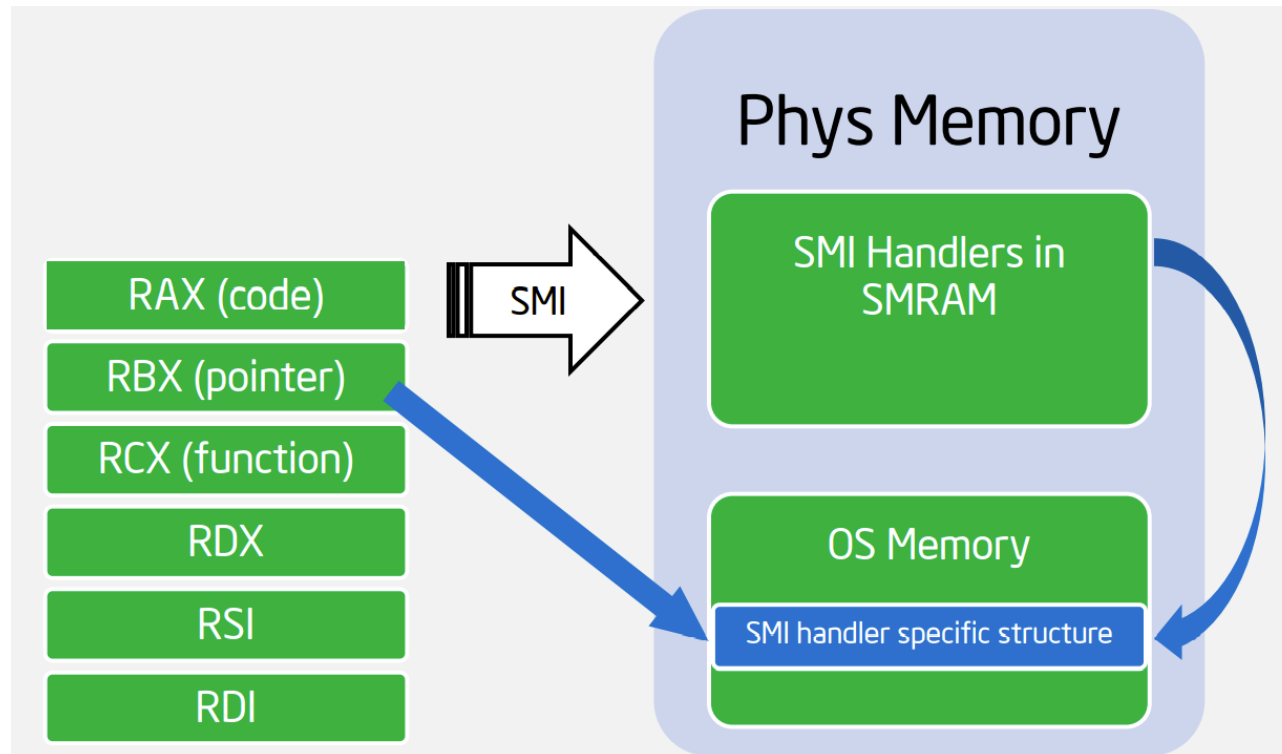 Phys Memory
SMI Handlers in
SMRAM
RAX (code)
SMI
RBX (pointer)
RCX (function)
RDX
OS Memory
RSI
SMI handler specific structure
RDI